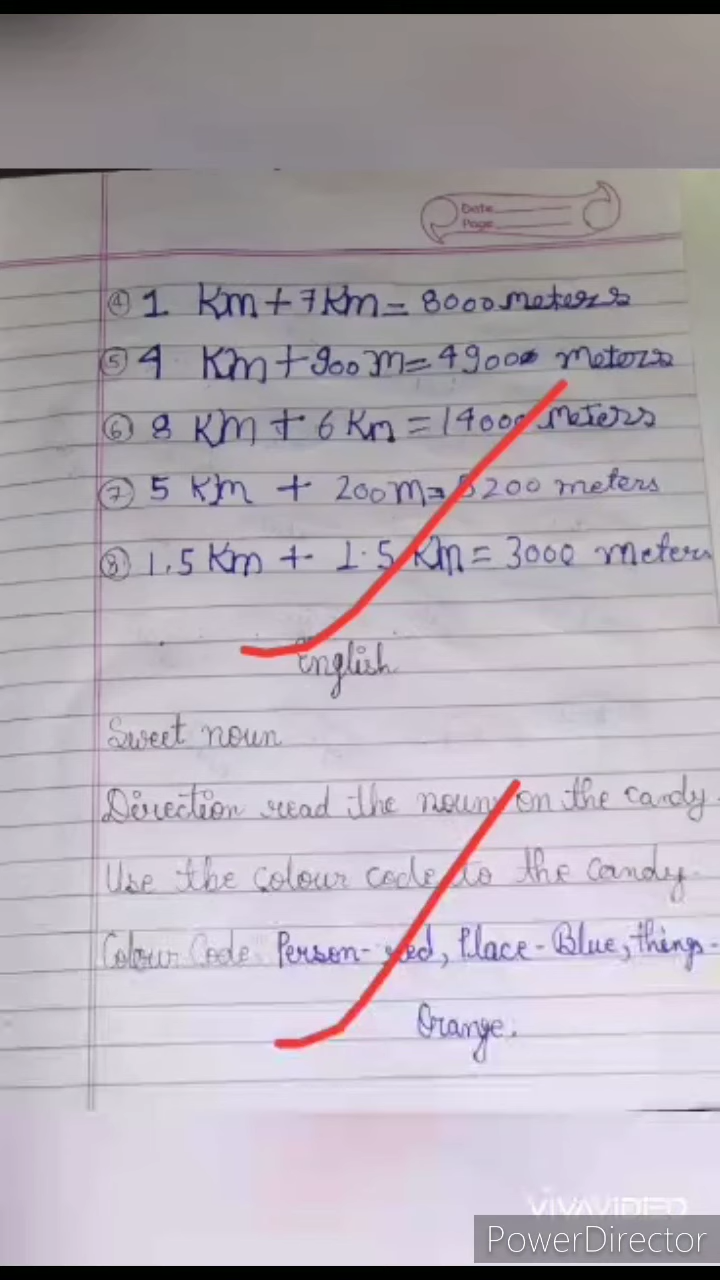 Date
Page
④ 1 Km + 7 Km = 8000 meters
⑤ 4 Km + 900 m = 4900 meters
⑥ 8 Km + 6 Km = 14000 meters
⑦ 5 Km + 200 m = 5200 meters
⑧ 1.5 Km + 1.5 Km = 3000 meters
English
Sweet noun
Direction read the nouns on the candy.
Use the colour code to the candy.
Colour Code Person- red, Place - Blue, things -
Orange.
VIVAVIDEO
PowerDirector